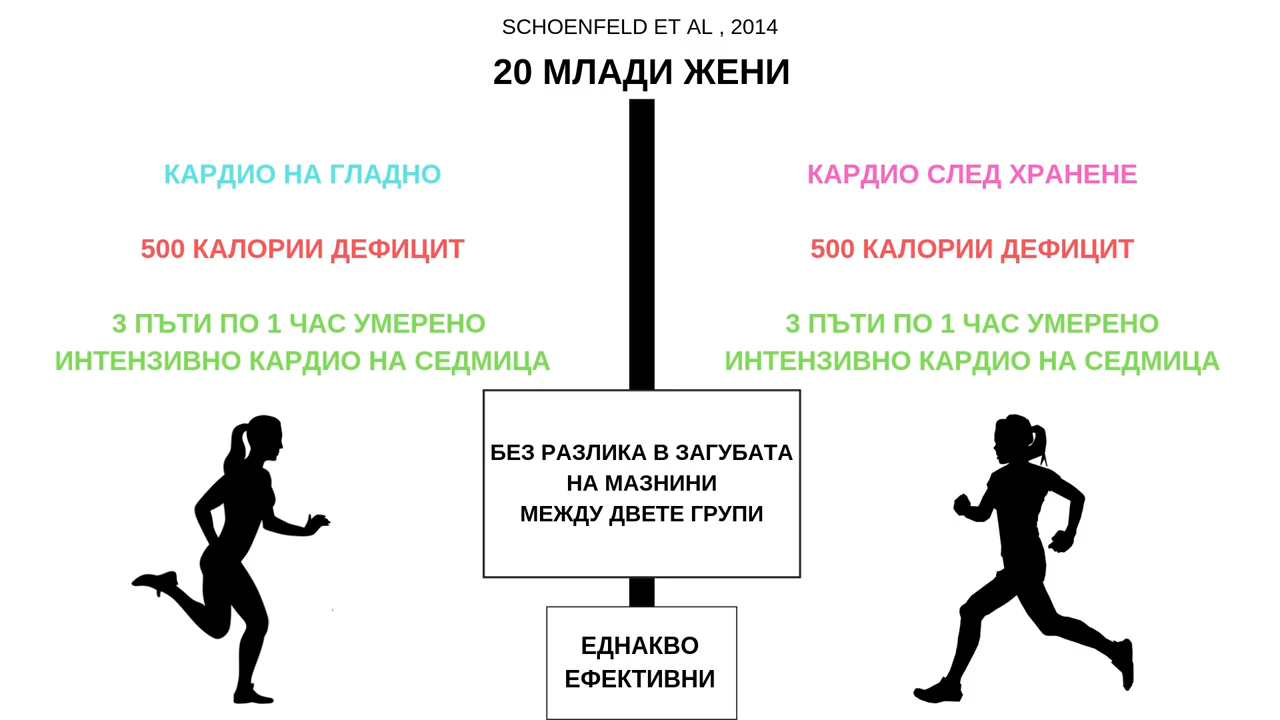 SCHOENFELD ET AL , 2014
20 МЛАДИ ЖЕНИ
КАРДИО НА ГЛАДНО
500 КАЛОРИИ ДЕФИЦИТ
3 ПЪТИ ПО 1 ЧАС УМЕРЕНО
ИНТЕНЗИВНО КАРДИО НА СЕДМИЦА
КАРДИО СЛЕД ХРАНЕНЕ
500 КАЛОРИИ ДЕФИЦИТ
3 ПЪТИ ПО 1 ЧАС УМЕРЕНО
ИНТЕНЗИВНО КАРДИО НА СЕДМИЦА
БЕЗ РАЗЛИКА В ЗАГУБАТА
НА МАЗНИНИ
МЕЖДУ ДВЕТЕ ГРУПИ
ЕДНАКВО
ЕФЕКТИВНИ